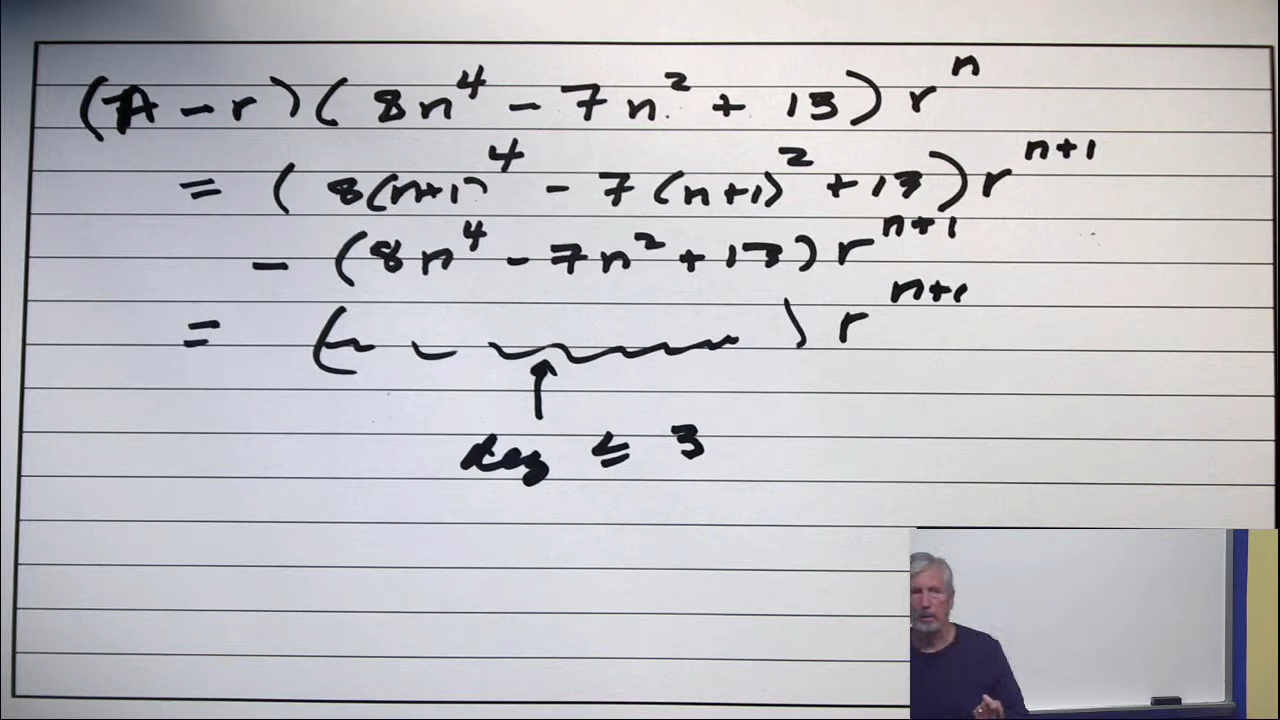 (A - r)(8n⁴ - 7n² + 13) rⁿ
= (8(n+1)⁴ - 7(n+1)² + 13) rⁿ⁺¹
- (8n⁴ - 7n² + 13) rⁿ⁺¹
= ( ) rⁿ⁺¹
↑
deg ≤ 3